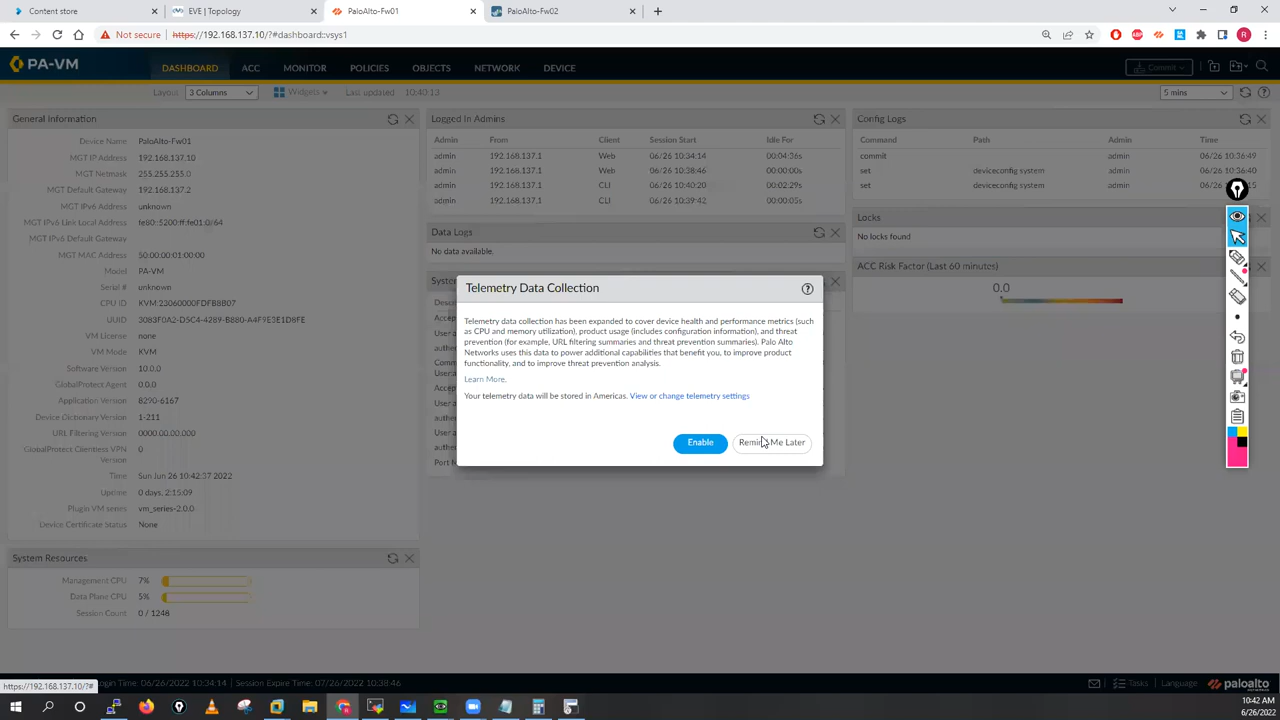 Content store
EVE | Topology
PaloAlto-Fw01
PaloAlto-Fw02
Not secure
https://192.168.137.10/?#dashboard::vsys1
PA-VM
DASHBOARD
ACC
MONITOR
POLICIES
OBJECTS
NETWORK
DEVICE
Commit
Layout
3 Columns
Widgets
Last updated
10:40:13
5 mins
General Information
Device Name PaloAlto-Fw01
MGT IP Address 192.168.137.10
MGT Netmask 255.255.255.0
MGT Default Gateway 192.168.137.2
MGT IPv6 Address unknown
MGT IPv6 Link Local Address fe80::5200:ff:fe01:0/64
MGT IPv6 Default Gateway
MGT MAC Address 50:00:00:01:00:00
Model PA-VM
Serial # unknown
CPU ID KVM:23060000FDFB8B07
UUID 3083F0A2-D5C4-4289-B880-A4F9E3E1D8FE
VM License none
VM Mode KVM
Software Version 10.0.0
GlobalProtect Agent 0.0.0
Application Version 8290-6167
Device Dictionary Version 1-211
URL Filtering Version 0000.00.00.000
GlobalProtect Clientless VPN 0
Version
Time Sun Jun 26 10:42:37 2022
Uptime 0 days, 2:15:09
Plugin VM series vm_series-2.0.0
Device Certificate Status None
System Resources
Management CPU 7%
Data Plane CPU 5%
Session Count 0 / 1248
Logged In Admins
Admin From Client Session Start Idle For
admin 192.168.137.1 Web 06/26 10:34:14 00:04:36s
admin 192.168.137.1 Web 06/26 10:38:46 00:00:00s
admin 192.168.137.1 CLI 06/26 10:40:20 00:02:29s
admin 192.168.137.1 CLI 06/26 10:39:42 00:00:05s
Data Logs
No data available.
Config Logs
Command Path Admin Time
commit admin 06/26 10:36:49
set deviceconfig system admin 06/26 10:36:40
set deviceconfig system admin
Locks
No locks found
ACC Risk Factor (Last 60 minutes)
0.0
Telemetry Data Collection
Telemetry data collection has been expanded to cover device health and performance metrics (such
as CPU and memory utilization), product usage (includes configuration information), and threat
prevention (for example, URL filtering summaries and threat prevention summaries). Palo Alto
Networks uses this data to power additional capabilities that benefit you, to improve product
functionality, and to improve threat prevention analysis.
Learn More.
Your telemetry data will be stored in Americas. View or change telemetry settings
Enable
Remind Me Later
https://192.168.137.10/?#
Login Time: 06/26/2022 10:34:14
Session Expire Time: 07/26/2022 10:38:46
Tasks
Language
paloalto
10:42 AM
6/26/2022